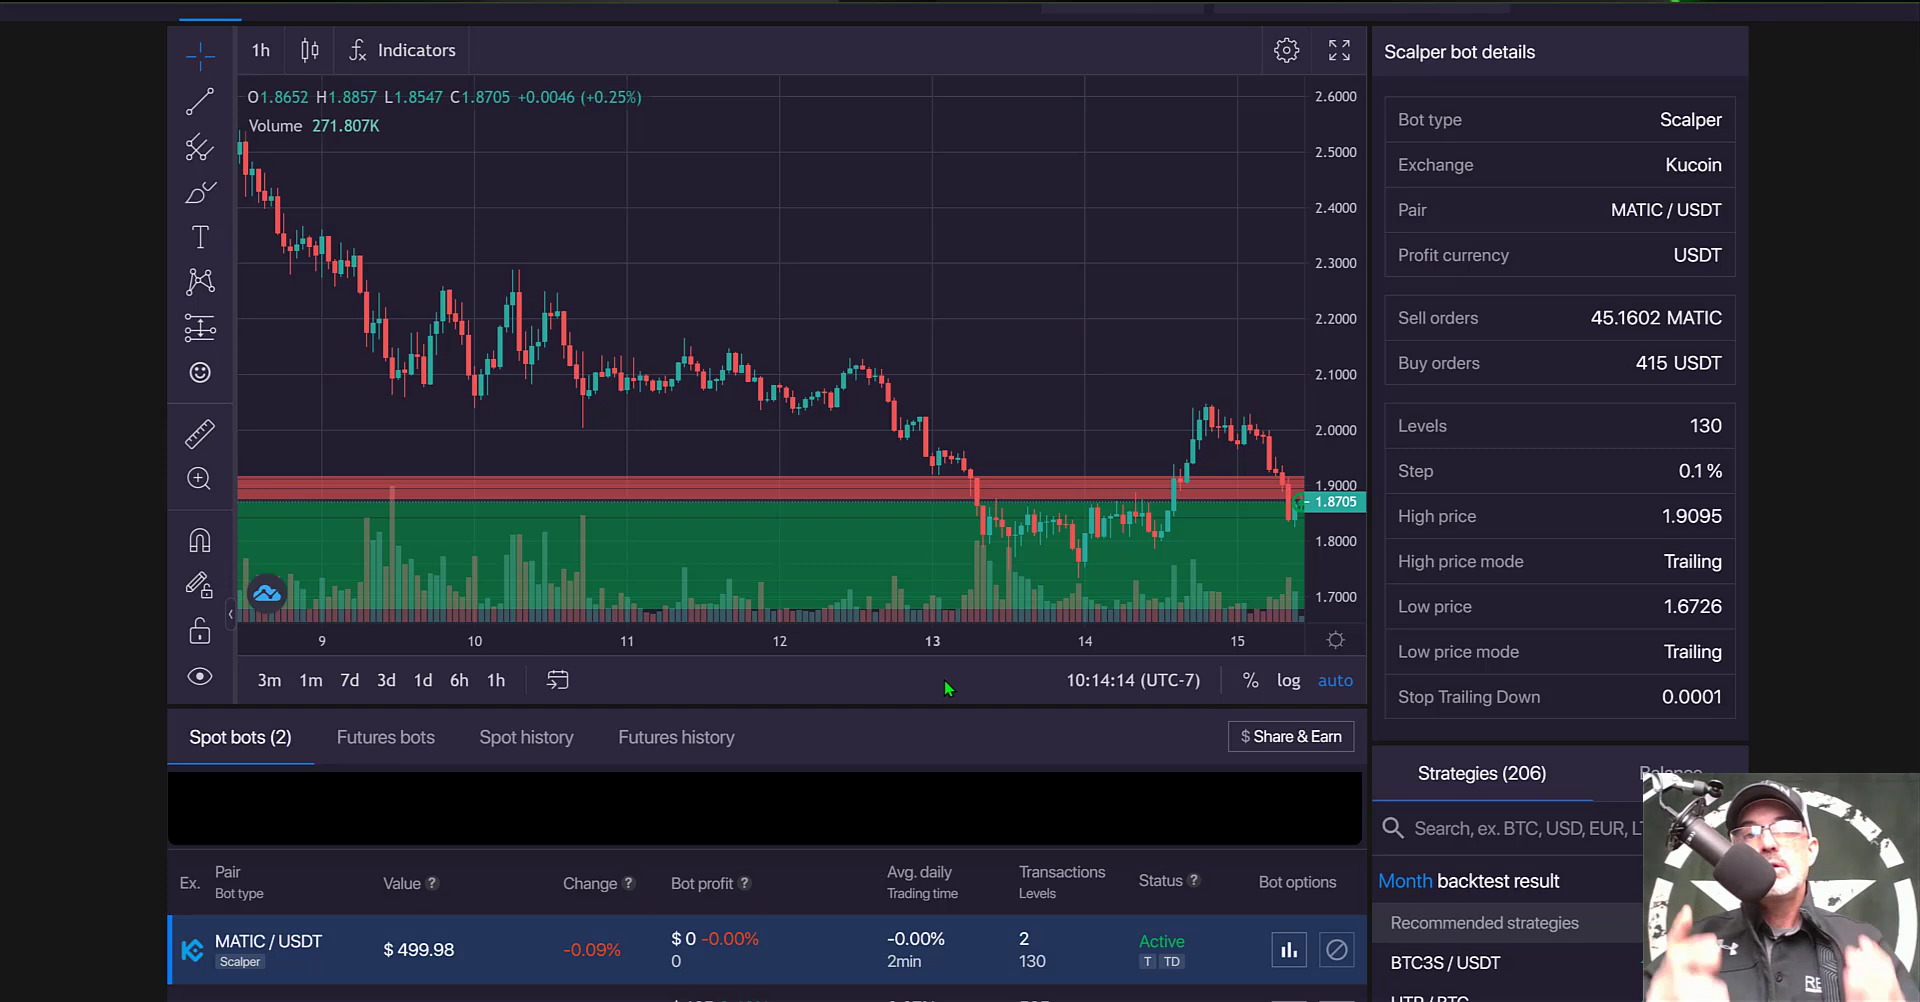 1h
Indicators
O1.8652 H1.8857 L1.8547 C1.8705 +0.0046 (+0.25%)
Volume 271.807K
2.6000
2.5000
2.4000
2.3000
2.2000
2.1000
2.0000
1.9000
1.8705
1.8000
1.7000
9 10 11 12 13 14 15
3m 1m 7d 3d 1d 6h 1h
10:14:14 (UTC-7)
% log auto
Spot bots (2) Futures bots Spot history Futures history
$ Share & Earn
Ex.
Pair
Bot type
Value ?
Change ?
Bot profit ?
Avg. daily
Trading time
Transactions
Levels
Status ?
Bot options
MATIC / USDT
Scalper
$ 499.98
-0.09%
$ 0 -0.00%
0
-0.00%
2min
2
130
Active
T TD
Scalper bot details
Bot type Scalper
Exchange Kucoin
Pair MATIC / USDT
Profit currency USDT
Sell orders 45.1602 MATIC
Buy orders 415 USDT
Levels 130
Step 0.1 %
High price 1.9095
High price mode Trailing
Low price 1.6726
Low price mode Trailing
Stop Trailing Down 0.0001
Strategies (206) Balance
Search, ex. BTC, USD, EUR, LT
Month backtest result
Recommended strategies
BTC3S / USDT